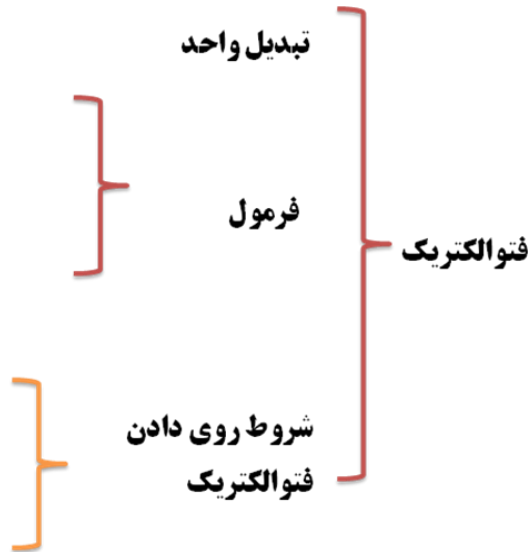 فتوالکتریک
تبدیل واحد
فرمول
شروط روی دادن
فتوالکتریک